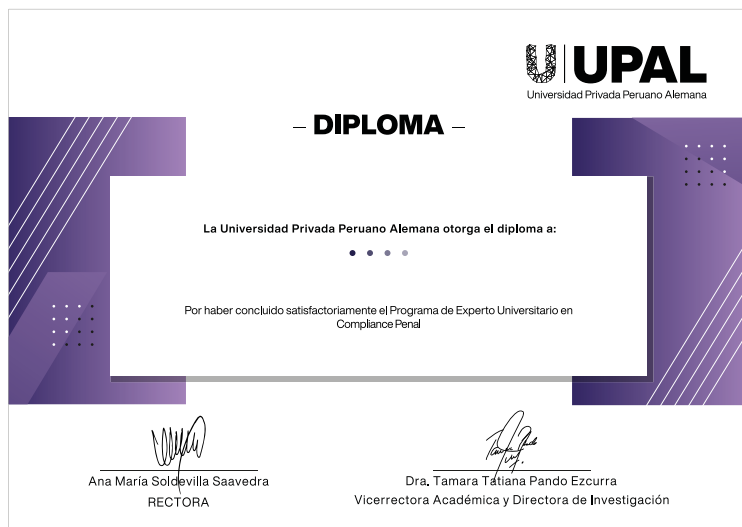 UPAL
Universidad Privada Peruano Alemana
– DIPLOMA –
La Universidad Privada Peruano Alemana otorga el diploma a:
Por haber concluido satisfactoriamente el Programa de Experto Universitario en
Compliance Penal
Ana María Soldevilla Saavedra
RECTORA
Dra. Tamara Tatiana Pando Ezcurra
Vicerrectora Académica y Directora de Investigación